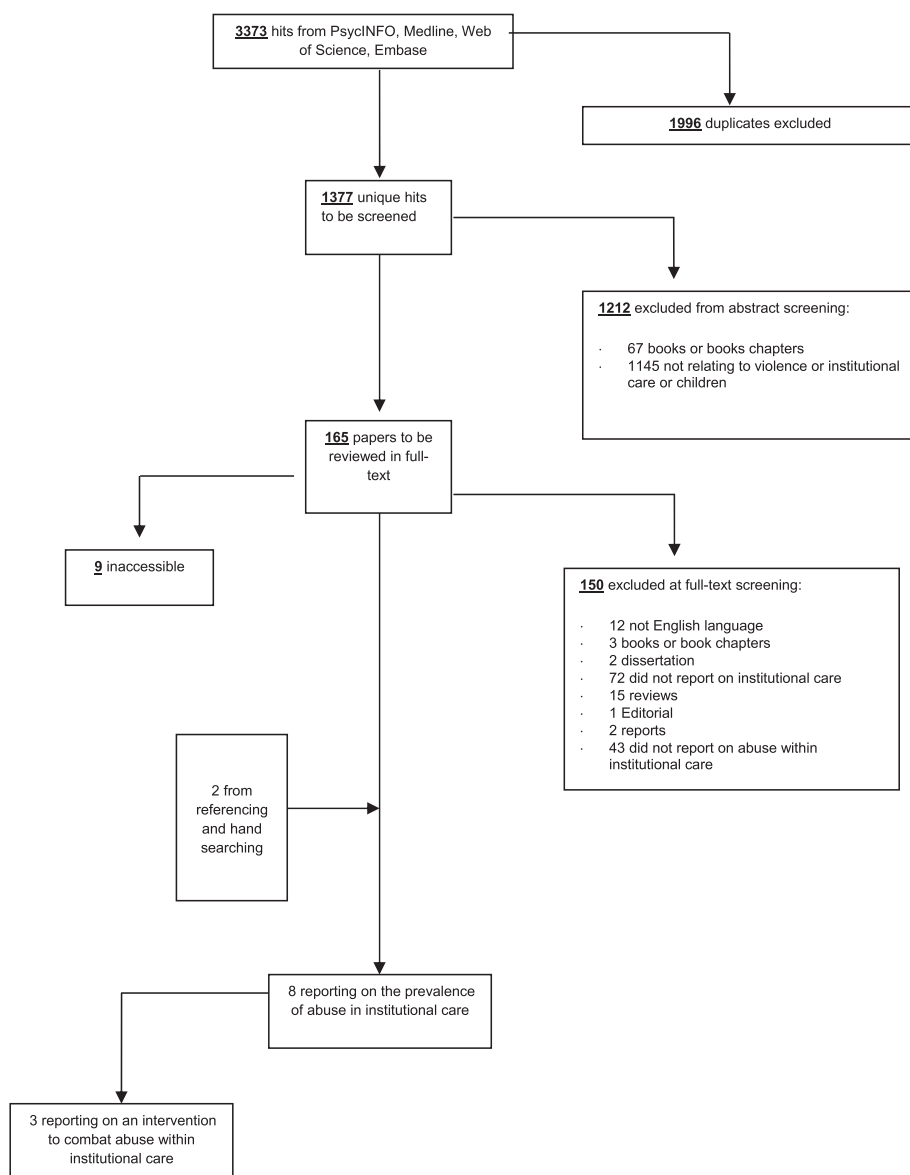 3373 hits from PsycINFO, Medline, Web
of Science, Embase
1996 duplicates excluded
1377 unique hits
to be screened
1212 excluded from abstract screening:
· 67 books or books chapters
· 1145 not relating to violence or institutional
care or children
165 papers to be
reviewed in full-
text
9 inaccessible
150 excluded at full-text screening:
· 12 not English language
· 3 books or book chapters
· 2 dissertation
· 72 did not report on institutional care
· 15 reviews
· 1 Editorial
· 2 reports
· 43 did not report on abuse within
institutional care
2 from
referencing
and hand
searching
8 reporting on the prevalence
of abuse in institutional care
3 reporting on an intervention
to combat abuse within
institutional care